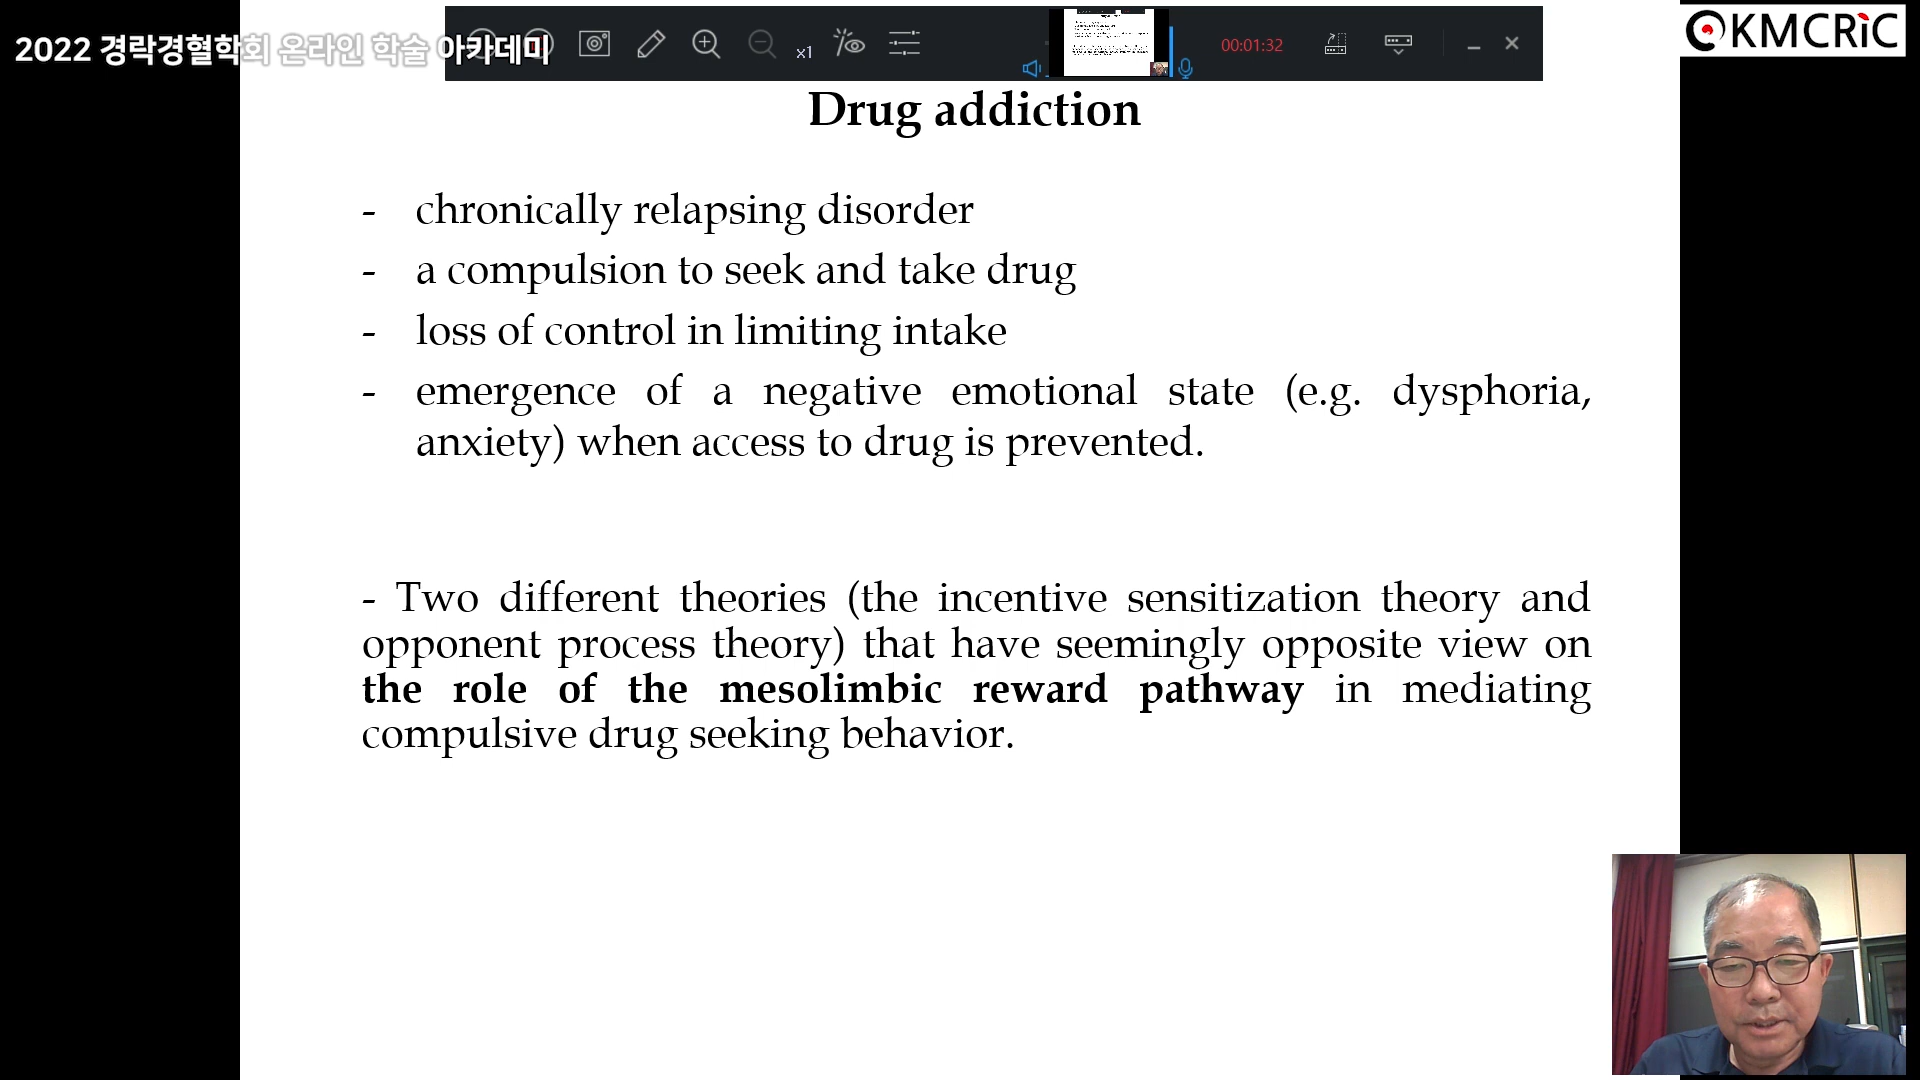 2022 경락경혈학회 온라인 학술 아카데미
x1
00:01:32
KMCRiC
Drug addiction
- chronically relapsing disorder
- a compulsion to seek and take drug
- loss of control in limiting intake
- emergence of a negative emotional state (e.g. dysphoria,
anxiety) when access to drug is prevented.
- Two different theories (the incentive sensitization theory and
opponent process theory) that have seemingly opposite view on
the role of the mesolimbic reward pathway in mediating
compulsive drug seeking behavior.